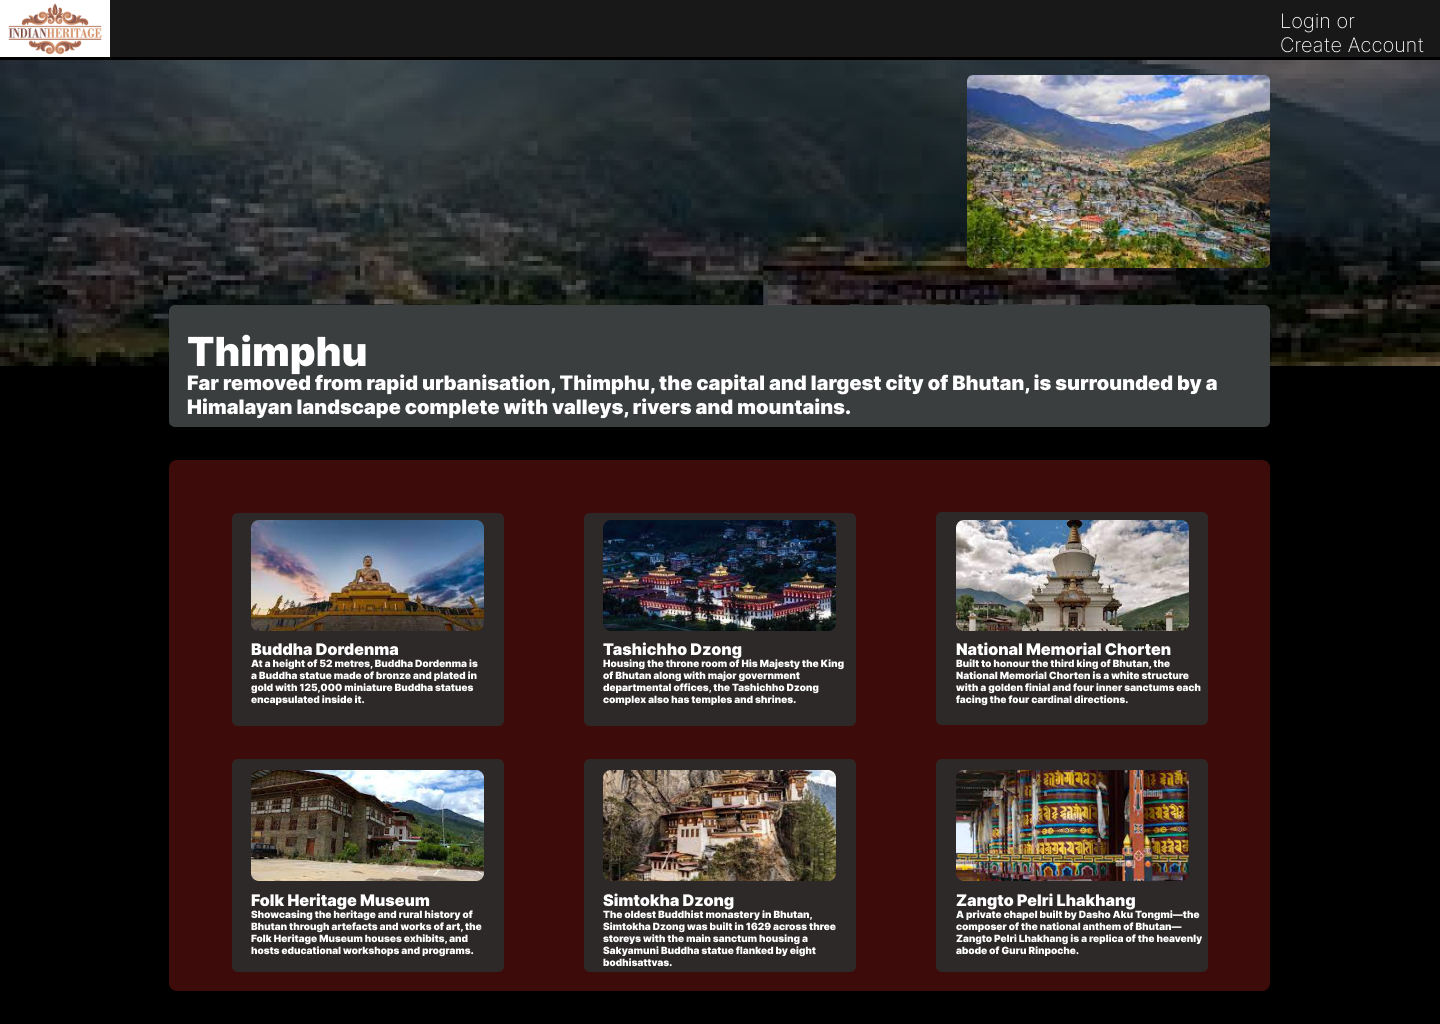 INDIANHERITAGE
Login or
Create Account
Thimphu
Far removed from rapid urbanisation, Thimphu, the capital and largest city of Bhutan, is surrounded by a
Himalayan landscape complete with valleys, rivers and mountains.
Buddha Dordenma
At a height of 52 metres, Buddha Dordenma is
a Buddha statue made of bronze and plated in
gold with 125,000 miniature Buddha statues
encapsulated inside it.
Tashichho Dzong
Housing the throne room of His Majesty the King
of Bhutan along with major government
departmental offices, the Tashichho Dzong
complex also has temples and shrines.
National Memorial Chorten
Built to honour the third king of Bhutan, the
National Memorial Chorten is a white structure
with a golden finial and four inner sanctums each
facing the four cardinal directions.
Folk Heritage Museum
Showcasing the heritage and rural history of
Bhutan through artefacts and works of art, the
Folk Heritage Museum houses exhibits, and
hosts educational workshops and programs.
Simtokha Dzong
The oldest Buddhist monastery in Bhutan,
Simtokha Dzong was built in 1629 across three
storeys with the main sanctum housing a
Sakyamuni Buddha statue flanked by eight
bodhisattvas.
Zangto Pelri Lhakhang
A private chapel built by Dasho Aku Tongmi—the
composer of the national anthem of Bhutan—
Zangto Pelri Lhakhang is a replica of the heavenly
abode of Guru Rinpoche.